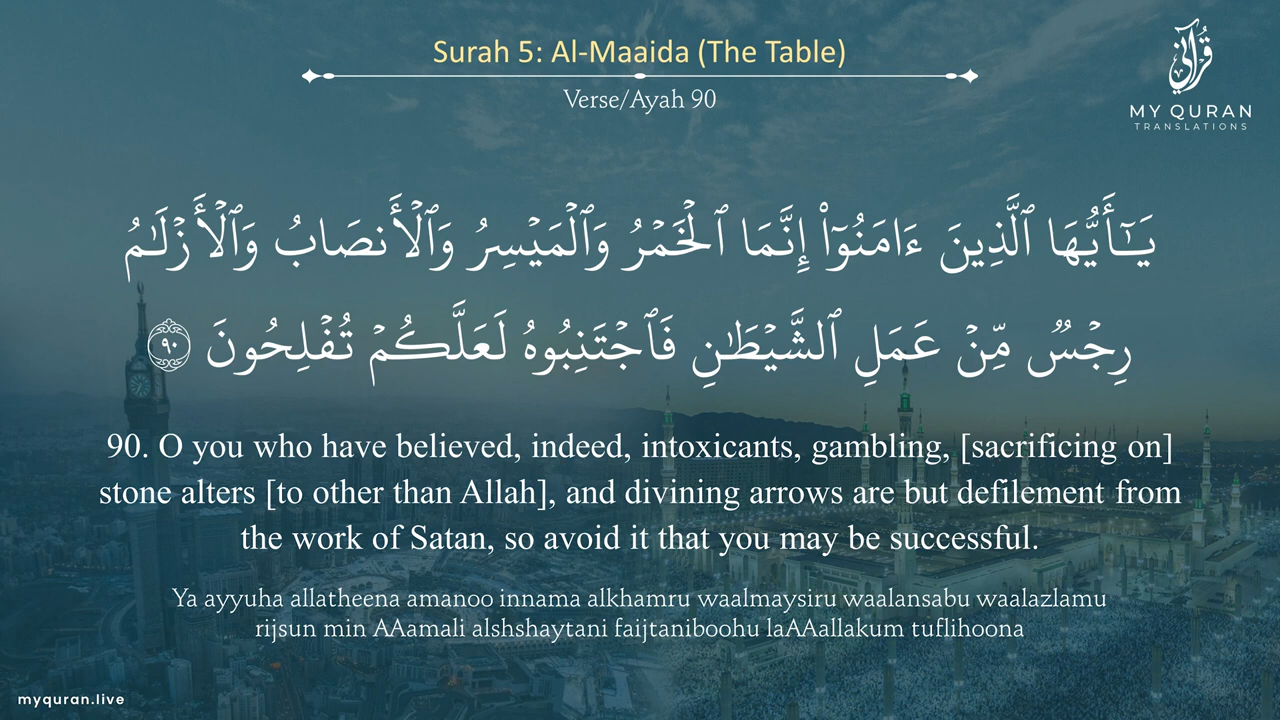 Surah 5: Al-Maaida (The Table)
Verse/Ayah 90
قرآني
MY QURAN
TRANSLATIONS
يَـٰٓأَيُّهَا ٱلَّذِينَ ءَامَنُوٓا۟ إِنَّمَا ٱلْخَمْرُ وَٱلْمَيْسِرُ وَٱلْأَنصَابُ وَٱلْأَزْلَـٰمُ
رِجْسٌ مِّنْ عَمَلِ ٱلشَّيْطَـٰنِ فَٱجْتَنِبُوهُ لَعَلَّكُمْ تُفْلِحُونَ ٩٠
90. O you who have believed, indeed, intoxicants, gambling, [sacrificing on]
stone alters [to other than Allah], and divining arrows are but defilement from
the work of Satan, so avoid it that you may be successful.
Ya ayyuha allatheena amanoo innama alkhamru waalmaysiru waalansabu waalazlamu
rijsun min AAamali alshshaytani faijtaniboohu laAAallakum tuflihoona
myquran.live